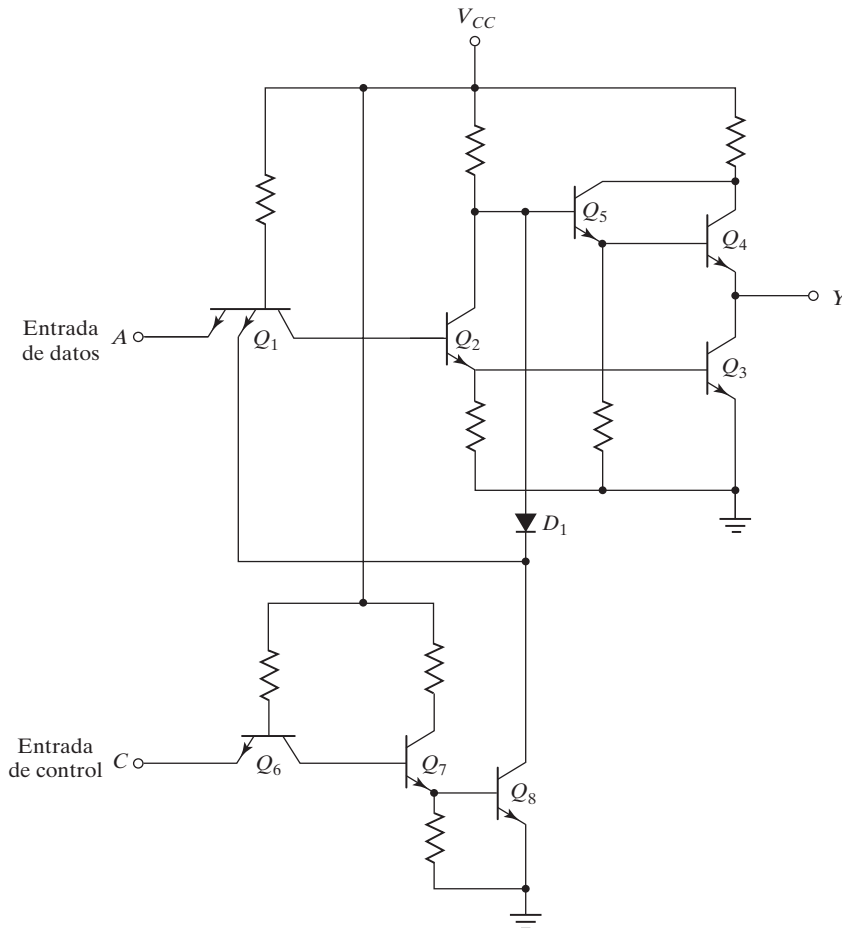 V_CC
Q_5
Q_4
Y
Entrada
de datos
A
Q_1
Q_2
Q_3
D_1
Entrada
de control
C
Q_6
Q_7
Q_8